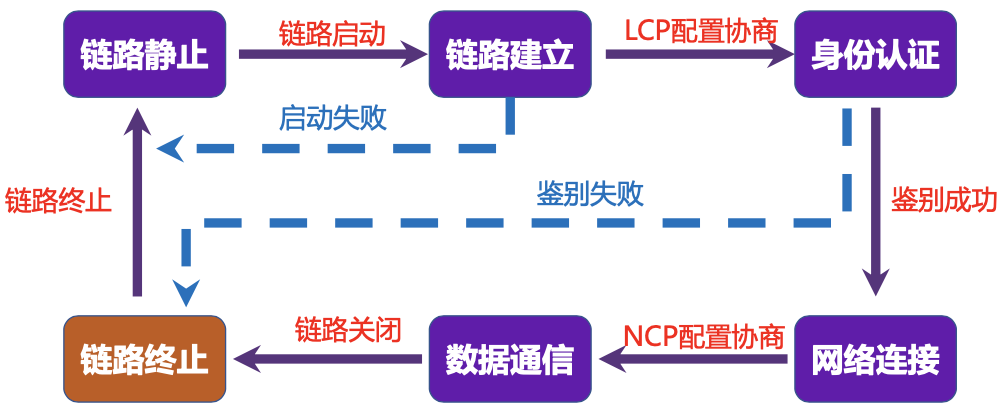 链路静止
链路启动
链路建立
LCP配置协商
身份认证
启动失败
链路终止
鉴别失败
鉴别成功
链路终止
链路关闭
数据通信
NCP配置协商
网络连接